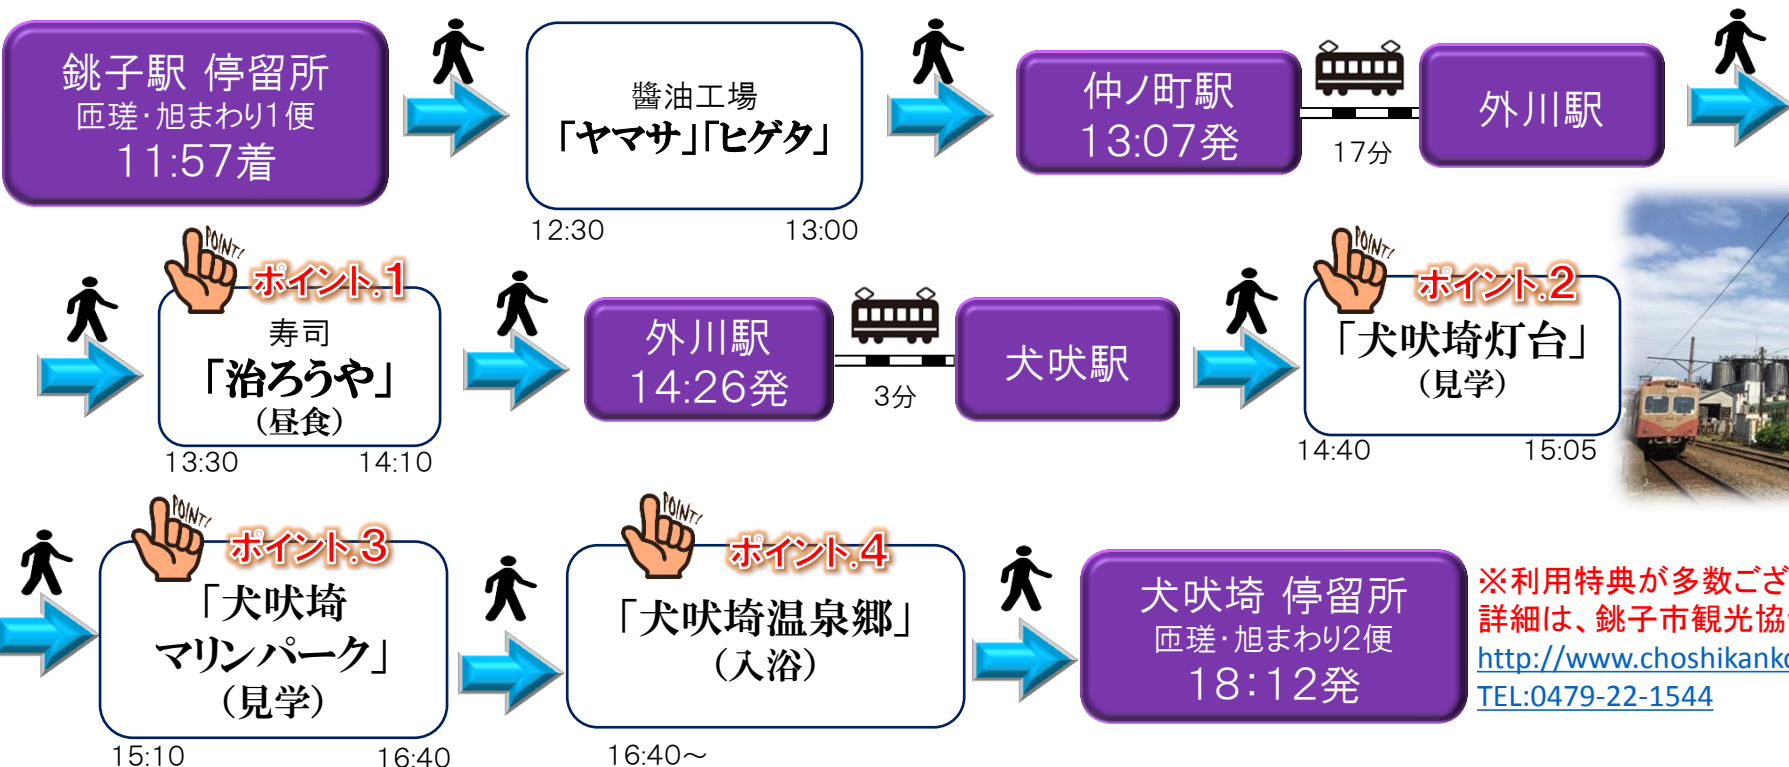 銚子駅 停留所
匝瑳・旭まわり1便
11:57着
醬油工場
「ヤマサ」「ヒゲタ」
12:30
13:00
仲ノ町駅
13:07発
17分
外川駅
POINT!
ポイント.1
寿司
「治ろうや」
(昼食)
13:30
14:10
外川駅
14:26発
3分
犬吠駅
POINT!
ポイント.2
「犬吠埼灯台」
(見学)
14:40
15:05
POINT!
ポイント.3
「犬吠埼
マリンパーク」
(見学)
15:10
16:40
POINT!
ポイント.4
「犬吠埼温泉郷」
(入浴)
16:40～
犬吠埼 停留所
匝瑳・旭まわり2便
18:12発
※利用特典が多数ござ
詳細は、銚子市観光協
http://www.choshikanko
TEL:0479-22-1544